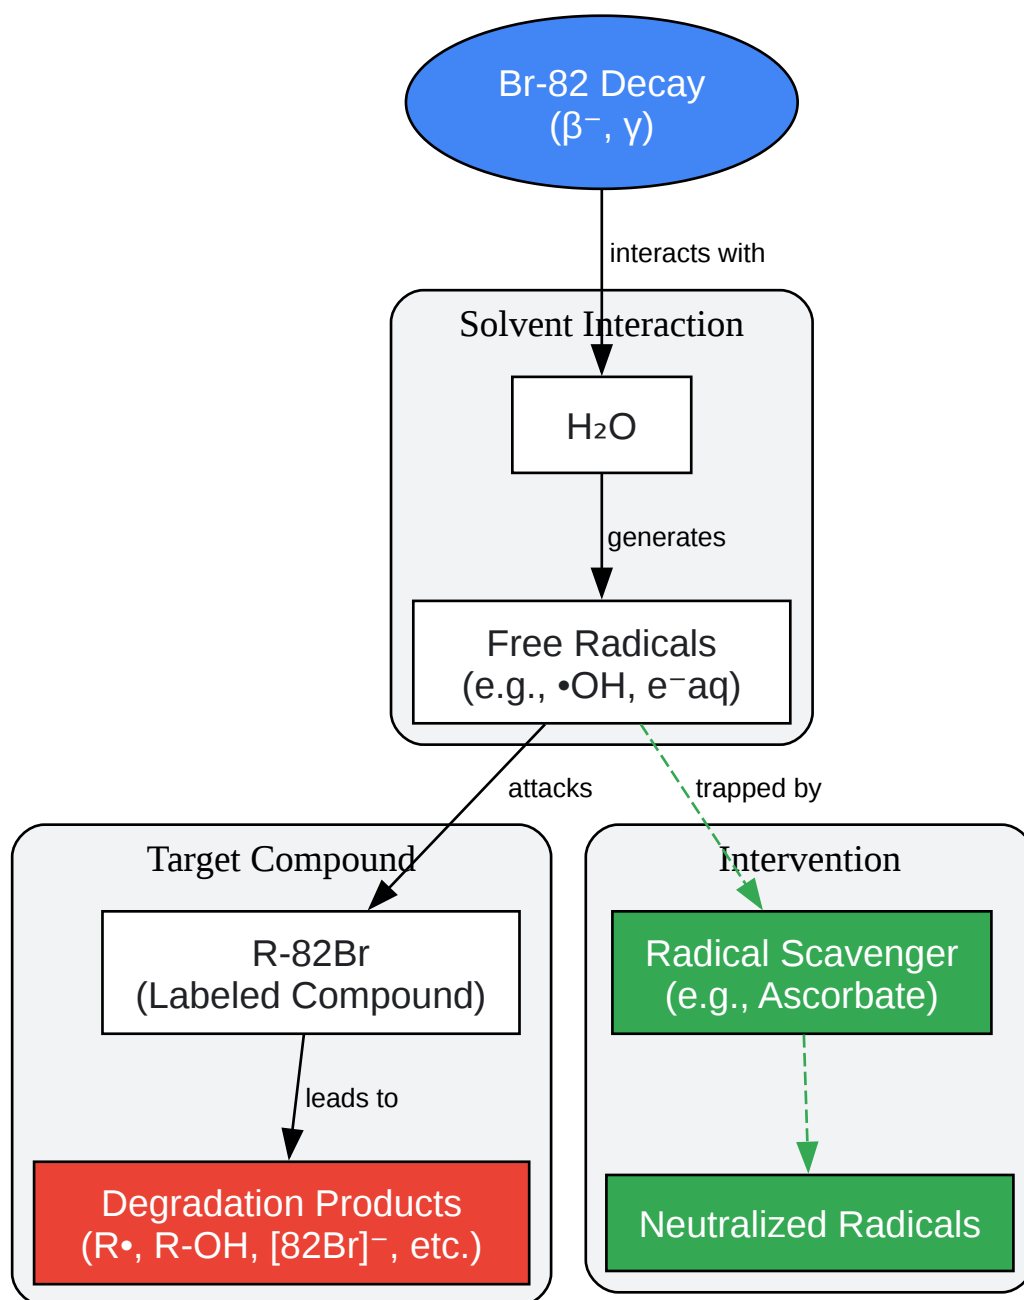 Br-82 Decay
(β⁻, γ)
interacts with
Solvent Interaction
H₂O
generates
Free Radicals
(e.g., •OH, e⁻aq)
attacks
trapped by
Target Compound
Intervention
R-82Br
(Labeled Compound)
Radical Scavenger
(e.g., Ascorbate)
leads to
Degradation Products
(R•, R-OH, [82Br]⁻, etc.)
Neutralized Radicals